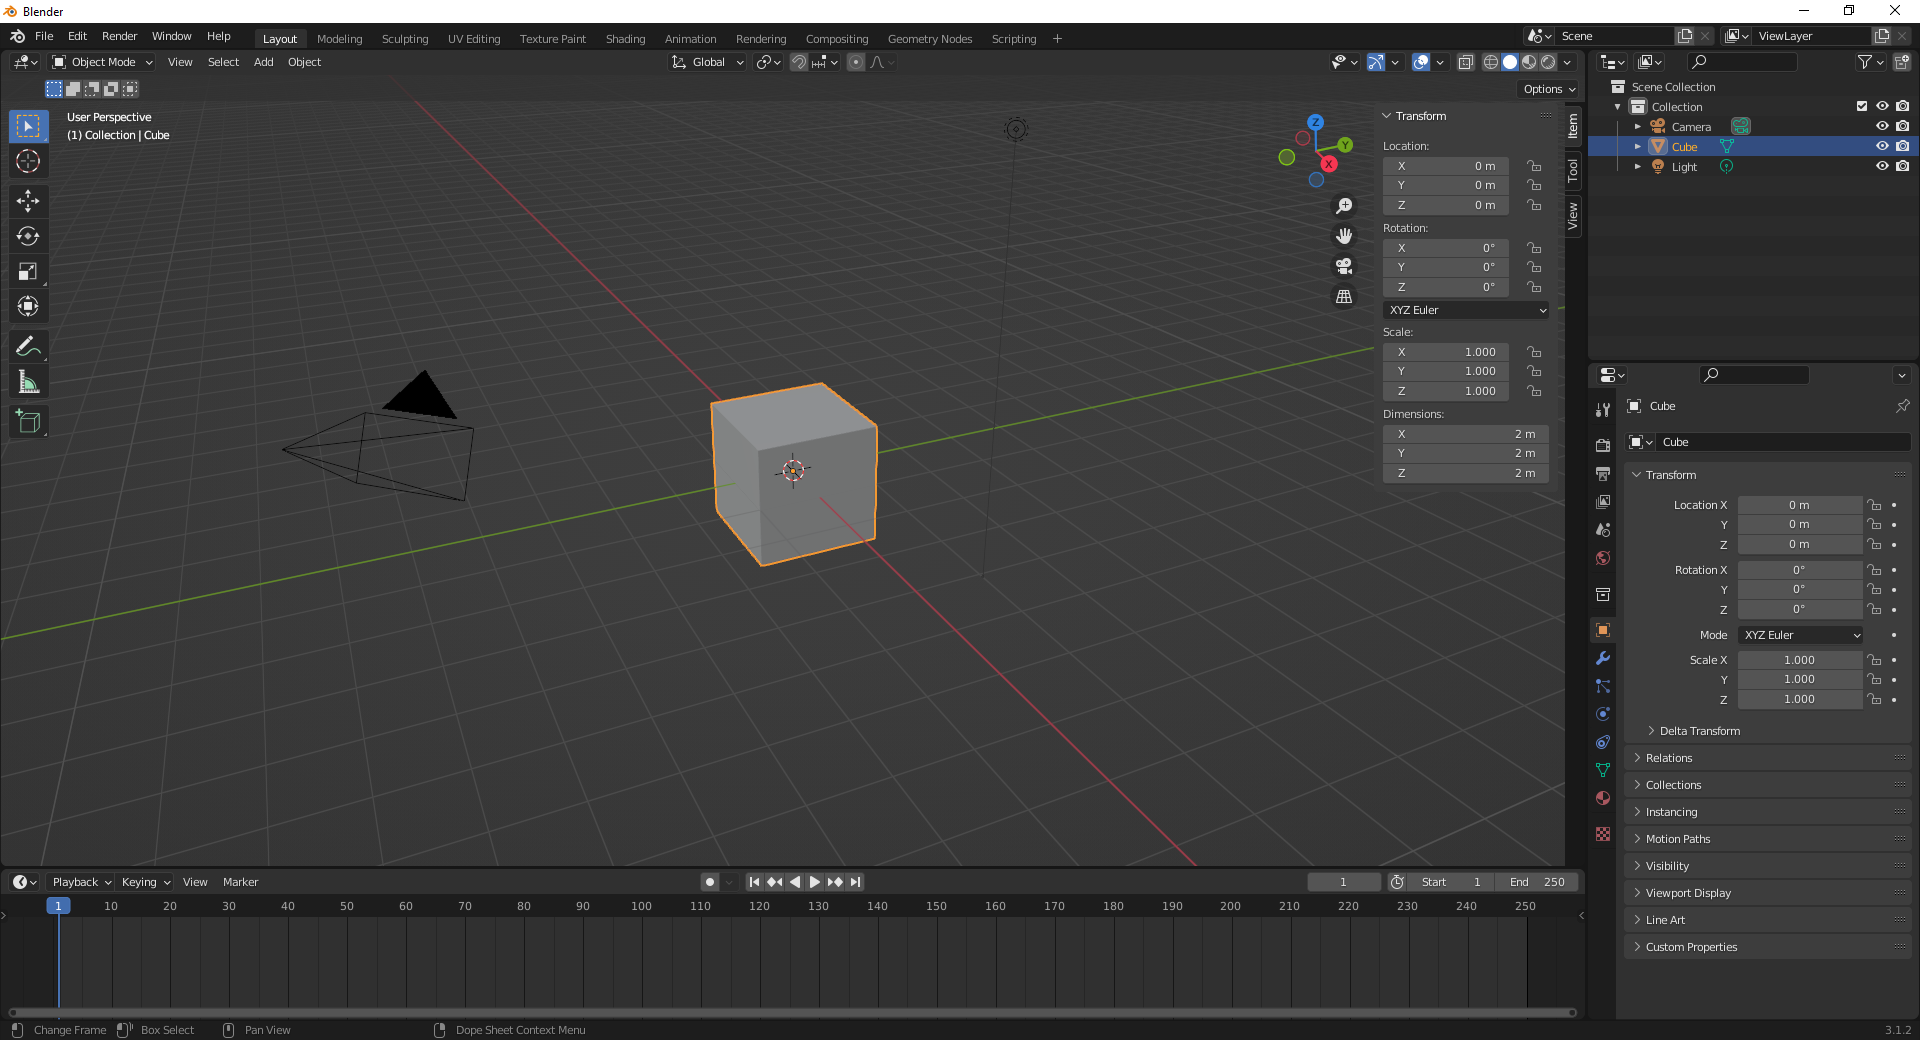 Blender
File Edit Render Window Help Layout Modeling Sculpting UV Editing Texture Paint Shading Animation Rendering Compositing Geometry Nodes Scripting + Scene ViewLayer
Object Mode View Select Add Object Global
Options
User Perspective
(1) Collection | Cube
Z
Y
X
Transform
Location:
X 0 m
Y 0 m
Z 0 m
Rotation:
X 0°
Y 0°
Z 0°
XYZ Euler
Scale:
X 1.000
Y 1.000
Z 1.000
Dimensions:
X 2 m
Y 2 m
Z 2 m
Item
Tool
View
Scene Collection
Collection
Camera
Cube
Light
Cube
Cube
Transform
Location X 0 m
Y 0 m
Z 0 m
Rotation X 0°
Y 0°
Z 0°
Mode XYZ Euler
Scale X 1.000
Y 1.000
Z 1.000
Delta Transform
Relations
Collections
Instancing
Motion Paths
Visibility
Viewport Display
Line Art
Custom Properties
Playback Keying View Marker 1 Start 1 End 250
1 10 20 30 40 50 60 70 80 90 100 110 120 130 140 150 160 170 180 190 200 210 220 230 240 250
Change Frame Box Select Pan View Dope Sheet Context Menu 3.1.2